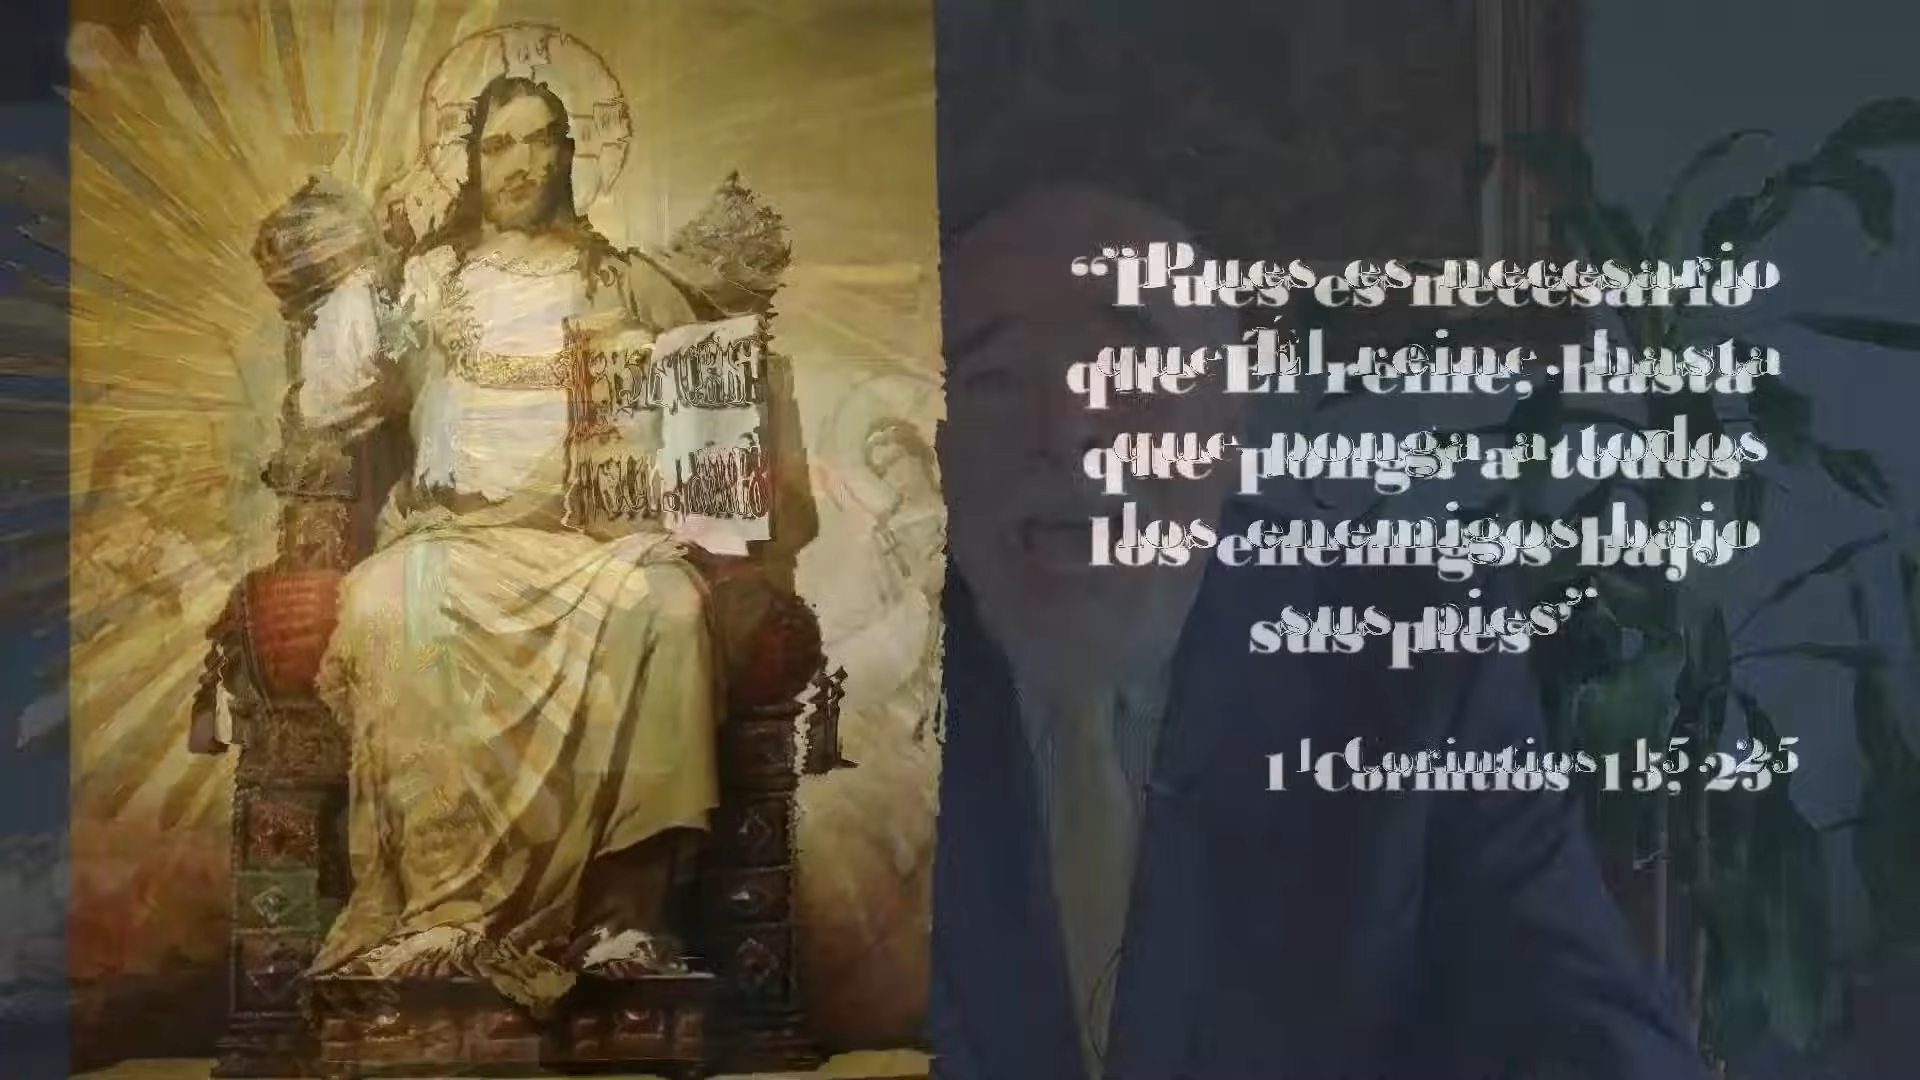 “Pues es necesario
que Él reine, hasta
que ponga a todos
los enemigos bajo
sus pies”
1 Corintios 15, 25